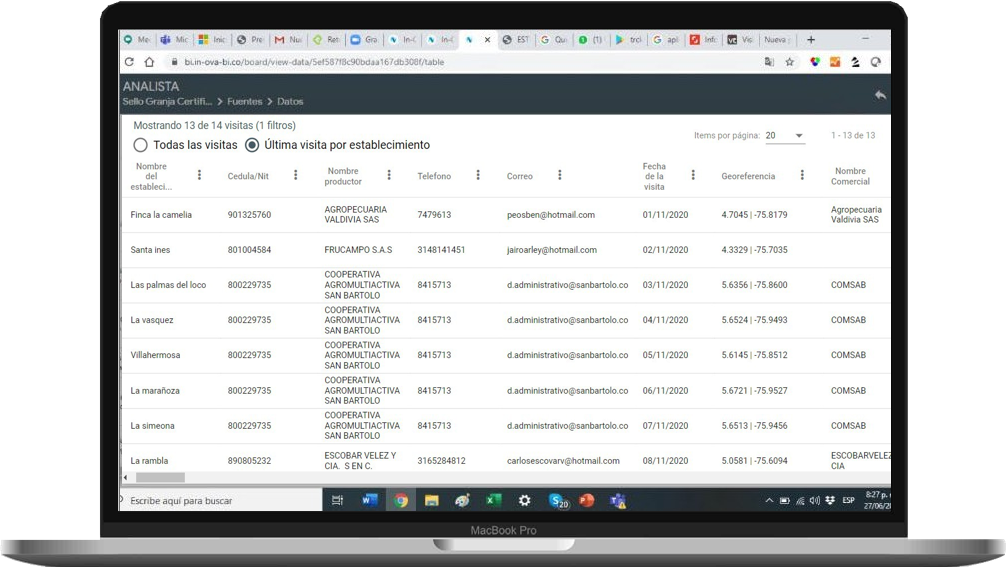 Me
Mic
Inic
Pre
Nu
Ret
Gra
In-
In-
EST
Qu
(1)
trci
api
Info
Vis
Nueva
bi.in-ova-bi.co/board/view-data/5ef587f8c90bdaa167db308f/table
ANALISTA
Sello Granja Certifi... > Fuentes > Datos
Mostrando 13 de 14 visitas (1 filtros)
Todas las visitas Última visita por establecimiento
Items por página: 20 1 - 13 de 13
Nombre del estableci... Cedula/Nit Nombre productor Telefono Correo Fecha de la visita Georeferencia Nombre Comercial
Finca la camelia 901325760 AGROPECUARIA VALDIVIA SAS 7479613 peosben@hotmail.com 01/11/2020 4.7045 | -75.8179 Agropecuaria Valdivia SAS
Santa ines 801004584 FRUCAMPO S.A.S 3148141451 jairoarley@hotmail.com 02/11/2020 4.3329 | -75.7035
Las palmas del loco 800229735 COOPERATIVA AGROMULTIACTIVA SAN BARTOLO 8415713 d.administrativo@sanbartolo.co 03/11/2020 5.6356 | -75.8600 COMSAB
La vasquez 800229735 COOPERATIVA AGROMULTIACTIVA SAN BARTOLO 8415713 d.administrativo@sanbartolo.co 04/11/2020 5.6524 | -75.9493 COMSAB
Villahermosa 800229735 COOPERATIVA AGROMULTIACTIVA SAN BARTOLO 8415713 d.administrativo@sanbartolo.co 05/11/2020 5.6145 | -75.8512 COMSAB
La marañoza 800229735 COOPERATIVA AGROMULTIACTIVA SAN BARTOLO 8415713 d.administrativo@sanbartolo.co 06/11/2020 5.6721 | -75.9527 COMSAB
La simeona 800229735 COOPERATIVA AGROMULTIACTIVA SAN BARTOLO 8415713 d.administrativo@sanbartolo.co 07/11/2020 5.6513 | -75.9456 COMSAB
La rambla 890805232 ESCOBAR VELEZ Y CIA. S EN C. 3165284812 carlosescovarv@hotmail.com 08/11/2020 5.0581 | -75.6094 ESCOBARVELEZ CIA
Escribe aquí para buscar
20
ESP
8:27 p.
27/06/2
MacBook Pro